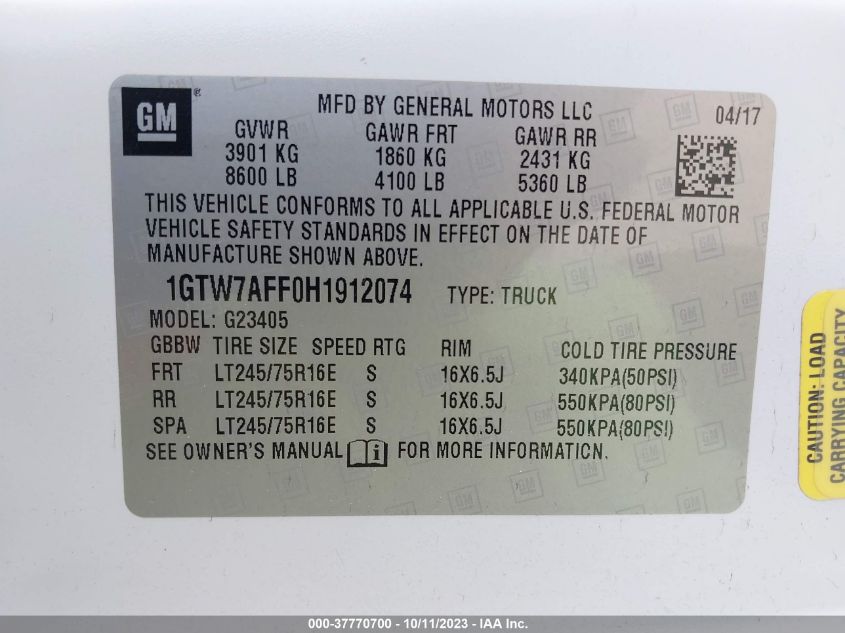 GM ®
MFD BY GENERAL MOTORS LLC
04/17
GVWR GAWR FRT GAWR RR
3901 KG 1860 KG 2431 KG
8600 LB 4100 LB 5360 LB
THIS VEHICLE CONFORMS TO ALL APPLICABLE U.S. FEDERAL MOTOR
VEHICLE SAFETY STANDARDS IN EFFECT ON THE DATE OF
MANUFACTURE SHOWN ABOVE.
1GTW7AFF0H1912074 TYPE: TRUCK
MODEL: G23405
GBBW TIRE SIZE SPEED RTG RIM COLD TIRE PRESSURE
FRT LT245/75R16E S 16X6.5J 340KPA(50PSI)
RR LT245/75R16E S 16X6.5J 550KPA(80PSI)
SPA LT245/75R16E S 16X6.5J 550KPA(80PSI)
SEE OWNER'S MANUAL i FOR MORE INFORMATION.
CAUTION: LOAD
CARRYING CAPACITY
000-37770700 - 10/11/2023 - IAA Inc.